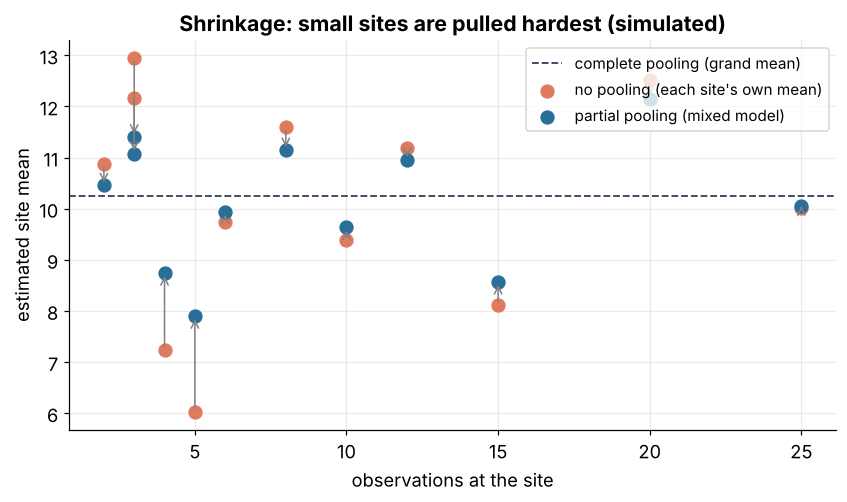 Shrinkage: small sites are pulled hardest (simulated)
complete pooling (grand mean)
no pooling (each site's own mean)
partial pooling (mixed model)
estimated site mean
13
12
11
10
9
8
7
6
5
10
15
20
25
observations at the site